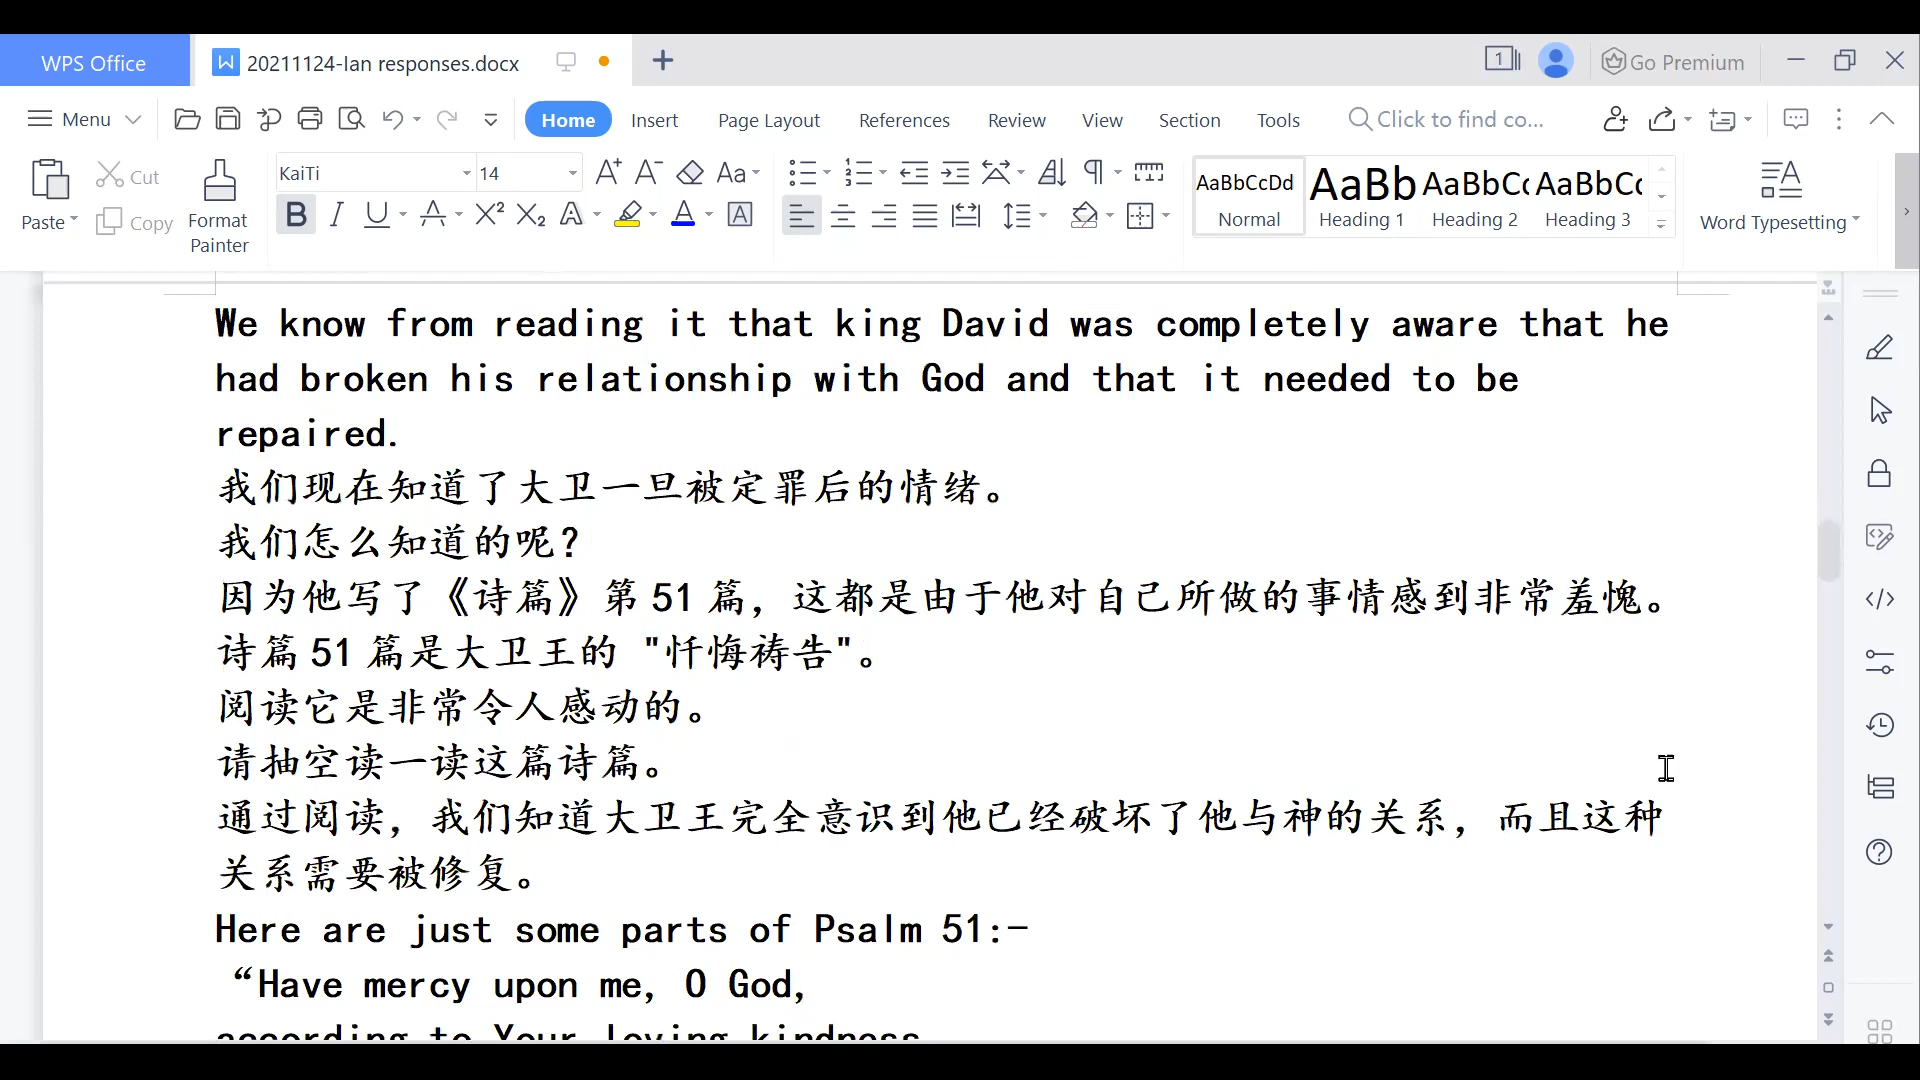 WPS Office
20211124-Ian responses.docx
1
Go Premium
Menu
Home
Insert
Page Layout
References
Review
View
Section
Tools
Click to find co...
Paste
Cut
Copy
Format
Painter
KaiTi
14
AaBbCcDd
Normal
AaBb
Heading 1
AaBbCc
Heading 2
AaBbCc
Heading 3
Word Typesetting
We know from reading it that king David was completely aware that he
had broken his relationship with God and that it needed to be
repaired.
我们现在知道了大卫一旦被定罪后的情绪。
我们怎么知道的呢？
因为他写了《诗篇》第 51 篇，这都是由于他对自己所做的事情感到非常羞愧。
诗篇 51 篇是大卫王的 "忏悔祷告"。
阅读它是非常令人感动的。
请抽空读一读这篇诗篇。
通过阅读，我们知道大卫王完全意识到他已经破坏了他与神的关系，而且这种
关系需要被修复。
Here are just some parts of Psalm 51:-
“Have mercy upon me, O God,
according to Your loving kindness